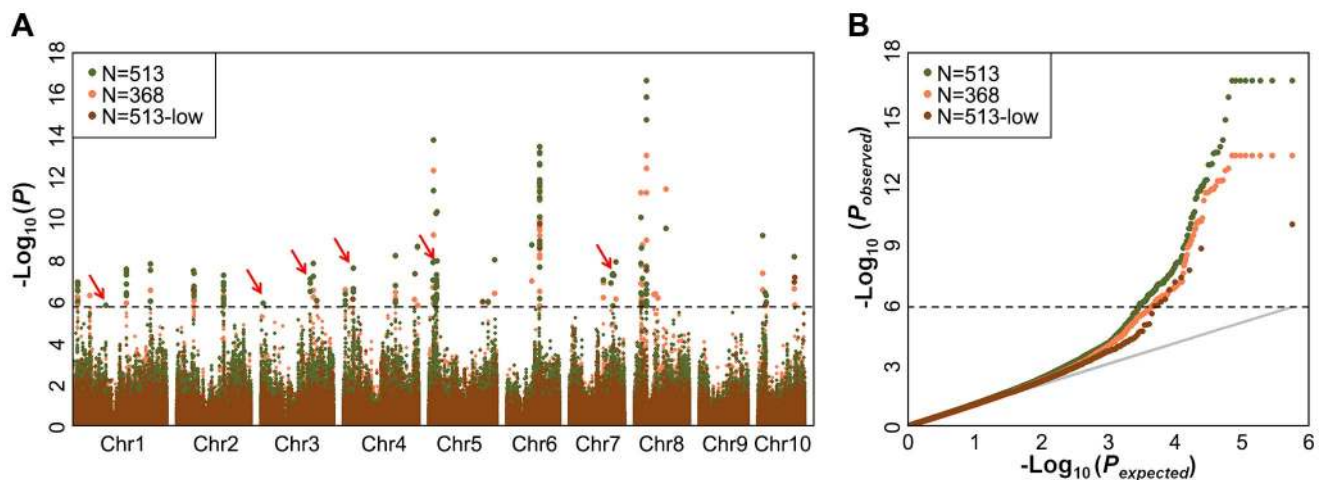 A
-Log10(P)
18
16
14
12
10
8
6
4
2
0
N=513
N=368
N=513-low
Chr1 Chr2 Chr3 Chr4 Chr5 Chr6 Chr7 Chr8 Chr9 Chr10
B
-Log10(Pobserved)
18
15
12
9
6
3
0
N=513
N=368
N=513-low
0 1 2 3 4 5 6
-Log10(Pexpected)